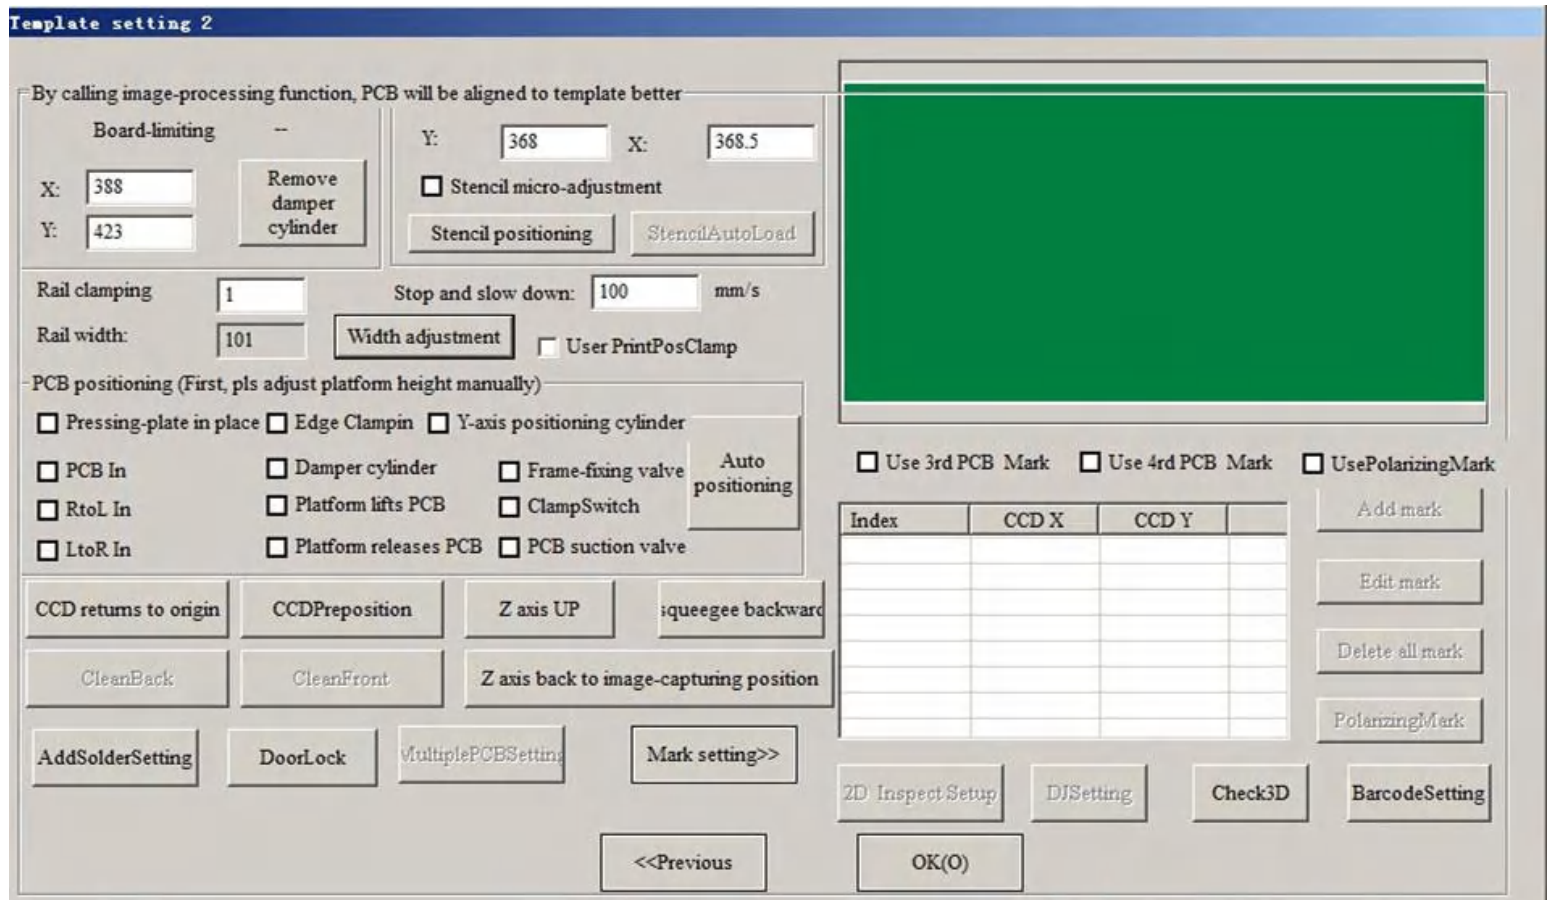 Template setting 2
By calling image-processing function, PCB will be aligned to template better
Board-limiting --
X: 388
Y: 423
Remove
damper
cylinder
Y: 368 X: 368.5
Stencil micro-adjustment
Stencil positioning StencilAutoLoad
Rail clamping 1 Stop and slow down: 100 mm/s
Rail width: 101 Width adjustment User PrintPosClamp
PCB positioning (First, pls adjust platform height manually)
Pressing-plate in place Edge Clampin Y-axis positioning cylinder
PCB In Damper cylinder Frame-fixing valve
RtoL In Platform lifts PCB ClampSwitch
LtoR In Platform releases PCB PCB suction valve
Auto
positioning
CCD returns to origin CCDPreposition Z axis UP squeegee backward
CleanBack CleanFront Z axis back to image-capturing position
AddSolderSetting DoorLock MultiplePCBSetting Mark setting>>
Use 3rd PCB Mark Use 4rd PCB Mark UsePolarizingMark
Index CCD X CCD Y
Add mark
Edit mark
Delete all mark
PolarizingMark
2D Inspect Setup DJSetting Check3D BarcodeSetting
<<Previous OK(O)